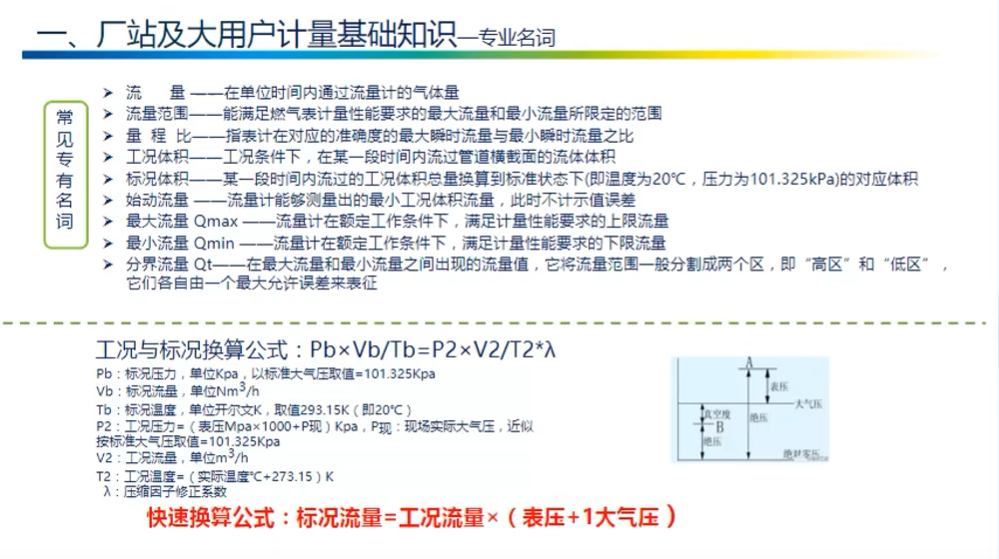 一、厂站及大用户计量基础知识—专业名词
常见专有名词
➤ 流 量 ——在单位时间内通过流量计的气体量
➤ 流量范围——能满足燃气表计量性能要求的最大流量和最小流量所限定的范围
➤ 量 程 比——指表计在对应的准确度的最大瞬时流量与最小瞬时流量之比
➤ 工况体积——工况条件下，在某一段时间内流过管道横截面的流体体积
➤ 标况体积——某一段时间内流过的工况体积总量换算到标准状态下(即温度为20℃，压力为101.325kPa)的对应体积
➤ 始动流量 ——流量计能够测量出的最小工况体积流量，此时不计示值误差
➤ 最大流量 Qmax ——流量计在额定工作条件下，满足计量性能要求的上限流量
➤ 最小流量 Qmin ——流量计在额定工作条件下，满足计量性能要求的下限流量
➤ 分界流量 Qt——在最大流量和最小流量之间出现的流量值，它将流量范围一般分割成两个区，即“高区”和“低区”，
它们各自由一个最大允许误差来表征
工况与标况换算公式：Pb×Vb/Tb=P2×V2/T2*λ
Pb：标况压力，单位Kpa，以标准大气压取值=101.325Kpa
Vb：标况流量，单位Nm³/h
Tb：标况温度，单位开尔文K，取值293.15K（即20℃）
P2：工况压力=（表压Mpa×1000+P现）Kpa，P现：现场实际大气压，近似
按标准大气压取值=101.325Kpa
V2：工况流量，单位m³/h
T2：工况温度=（实际温度℃+273.15）K
λ：压缩因子修正系数
A
表压
大气压
真空度
绝压
B
绝压
绝对零压
快速换算公式：标况流量=工况流量×（表压+1大气压）